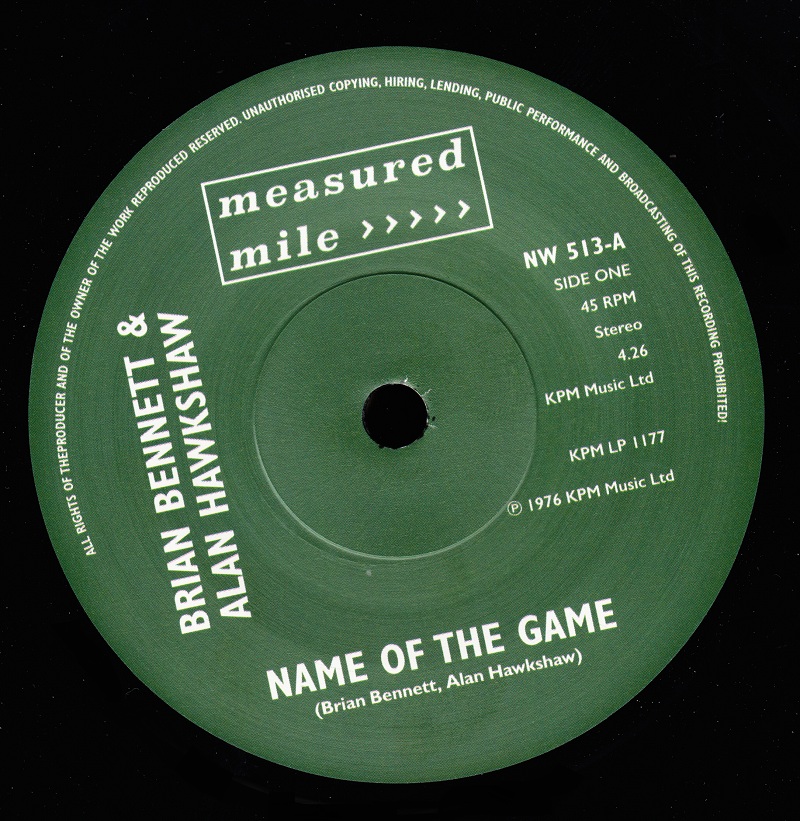 ALL RIGHTS OF THEPRODUCER AND OF THE OWNER OF THE WORK REPRODUCED RESERVED. UNAUTHORISED COPYING, HIRING, LENDING, PUBLIC PERFORMANCE AND BROADCASTING OF THIS RECORDING PROHIBITED!
measured
mile >>>>>
NW 513-A
SIDE ONE
45 RPM
Stereo
4.26
KPM Music Ltd
KPM LP 1177
℗ 1976 KPM Music Ltd
BRIAN BENNETT &
ALAN HAWKSHAW
NAME OF THE GAME
(Brian Bennett, Alan Hawkshaw)